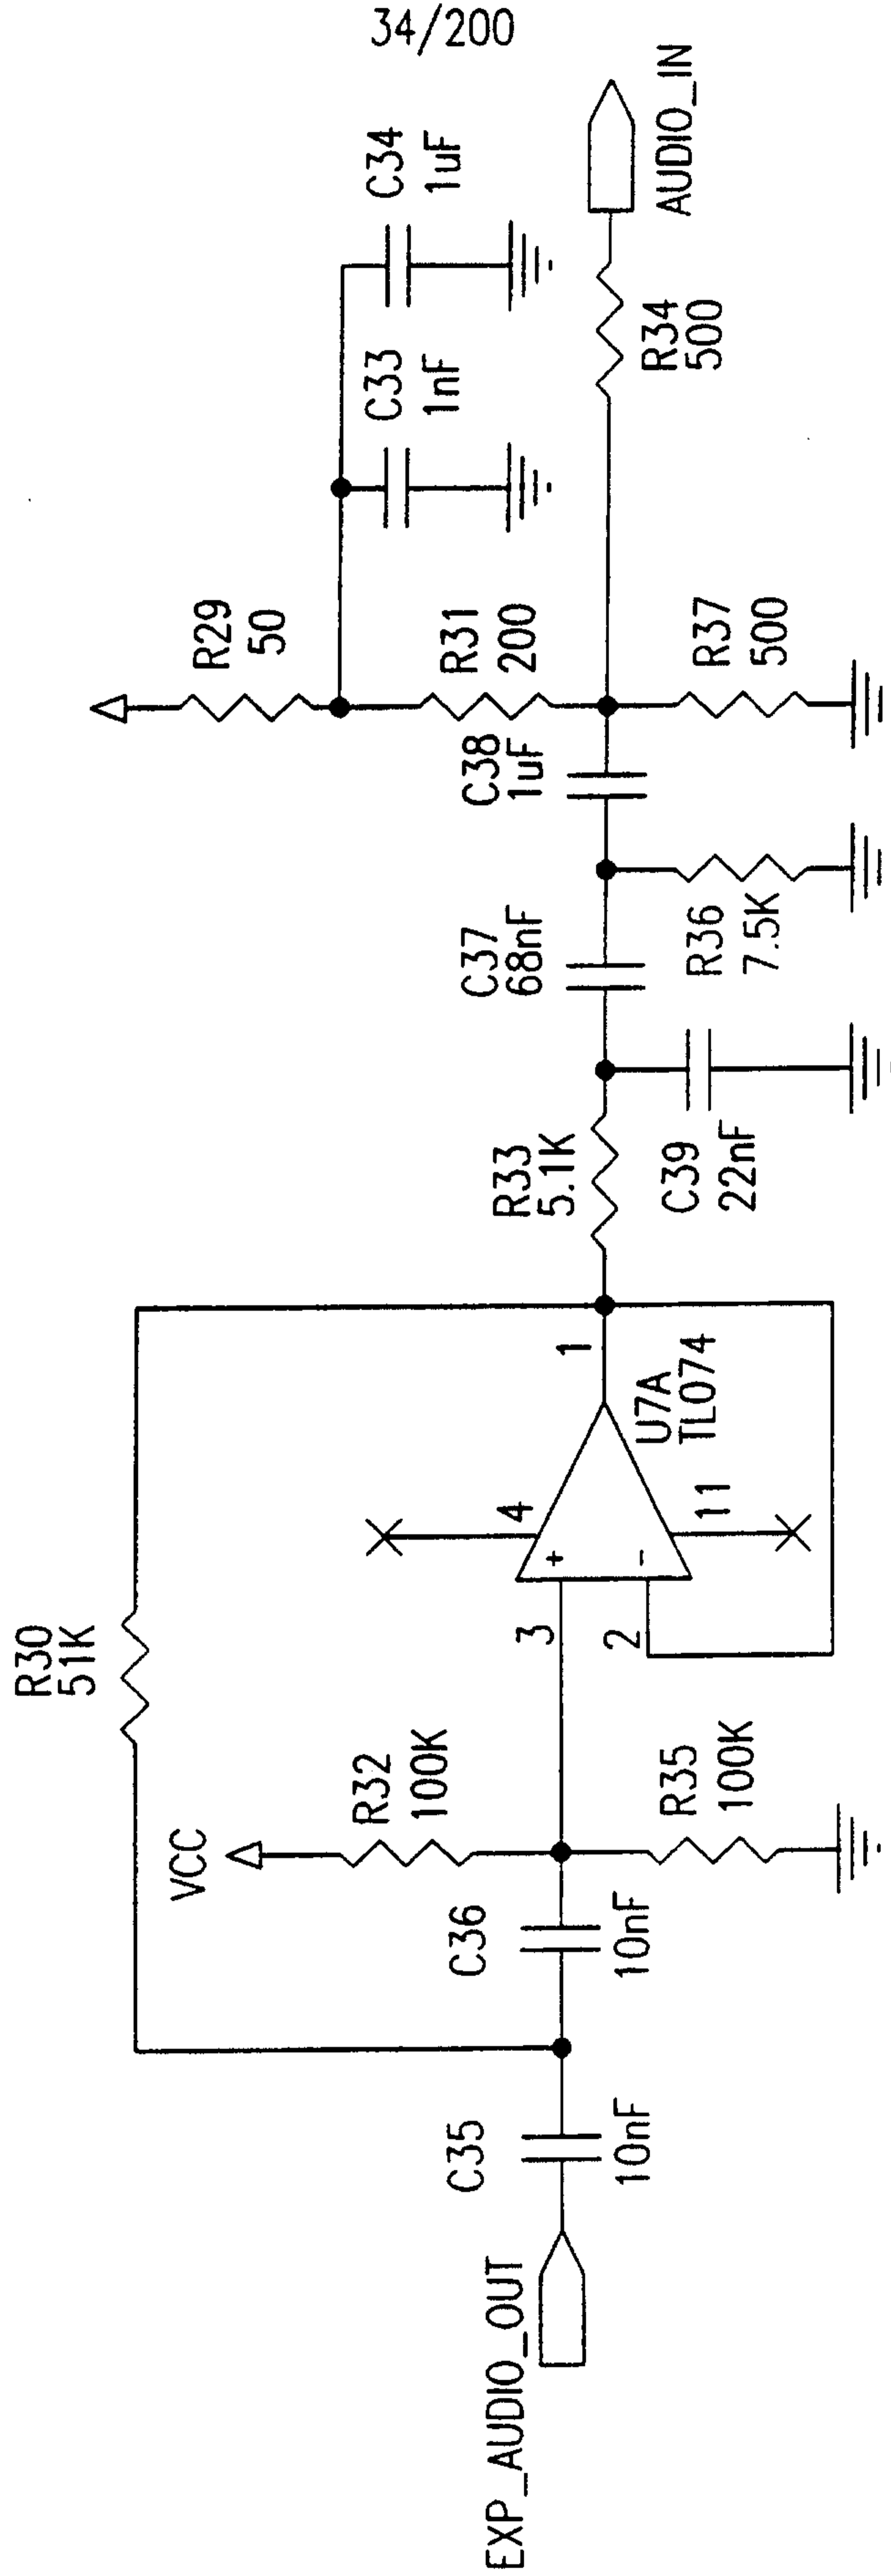 34/200
EXP_AUDIO_OUT
C35
10nF
C36
10nF
VCC
R32
100K
R35
100K
R30
51K
3
2
+
-
4
11
1
U7A
TL074
R33
5.1K
C39
22nF
C37
68nF
R36
7.5K
C38
1uF
R29
50
R31
200
R37
500
C33
1nF
C34
1uF
R34
500
AUDIO_IN